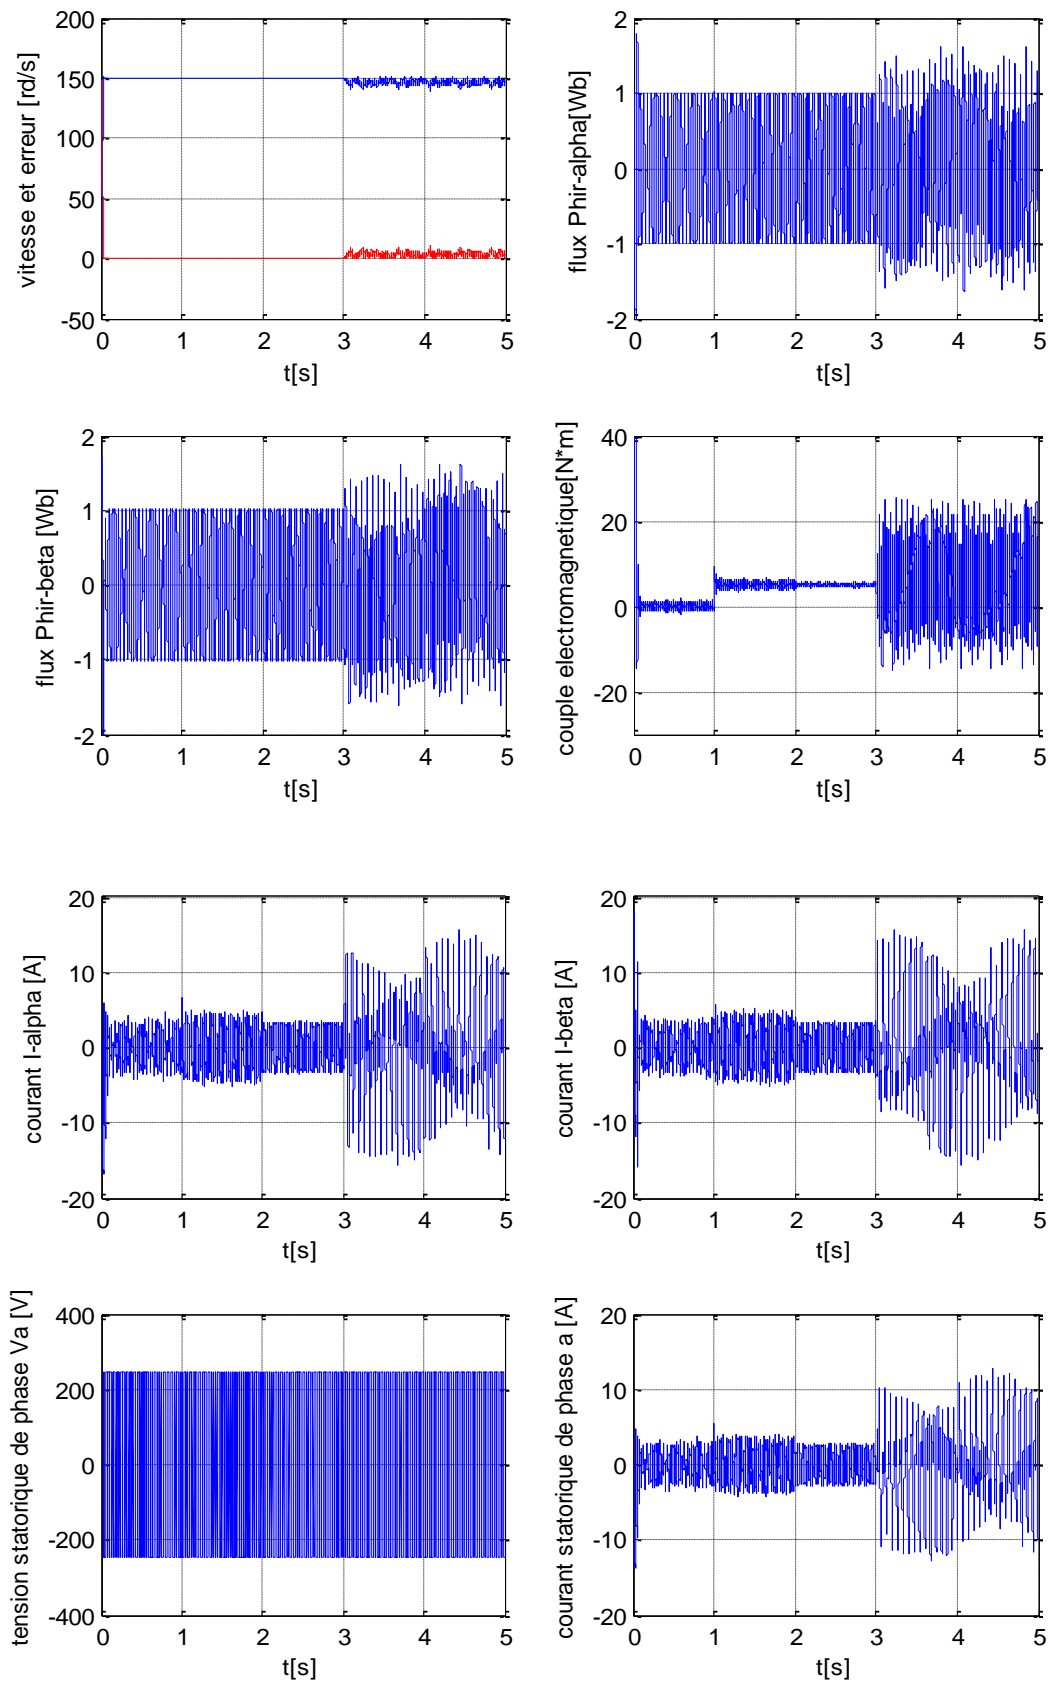 vitesse et erreur [rd/s]
200
150
100
50
0
-50
0 1 2 3 4 5
t[s]
flux Phir-alpha[Wb]
2
1
0
-1
-2
0 1 2 3 4 5
t[s]
flux Phir-beta [Wb]
2
1
0
-1
-2
0 1 2 3 4 5
t[s]
couple electromagnetique[N*m]
40
20
0
-20
0 1 2 3 4 5
t[s]
courant I-alpha [A]
20
10
0
-10
-20
0 1 2 3 4 5
t[s]
courant I-beta [A]
20
10
0
-10
-20
0 1 2 3 4 5
t[s]
tension statorique de phase Va [V]
400
200
0
-200
-400
0 1 2 3 4 5
t[s]
courant statorique de phase a [A]
20
10
0
-10
-20
0 1 2 3 4 5
t[s]